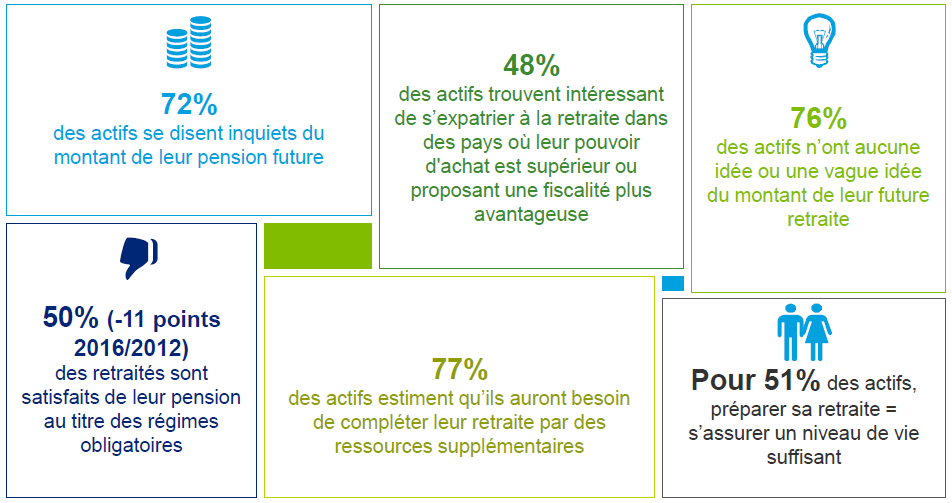 72%
des actifs se disent inquiets du
montant de leur pension future
48%
des actifs trouvent intéressant
de s’expatrier à la retraite dans
des pays où leur pouvoir
d'achat est supérieur ou
proposant une fiscalité plus
avantageuse
76%
des actifs n’ont aucune
idée ou une vague idée
du montant de leur future
retraite
50% (-11 points
2016/2012)
des retraités sont
satisfaits de leur pension
au titre des régimes
obligatoires
77%
des actifs estiment qu’ils auront besoin
de compléter leur retraite par des
ressources supplémentaires
Pour 51% des actifs,
préparer sa retraite =
s’assurer un niveau de vie
suffisant